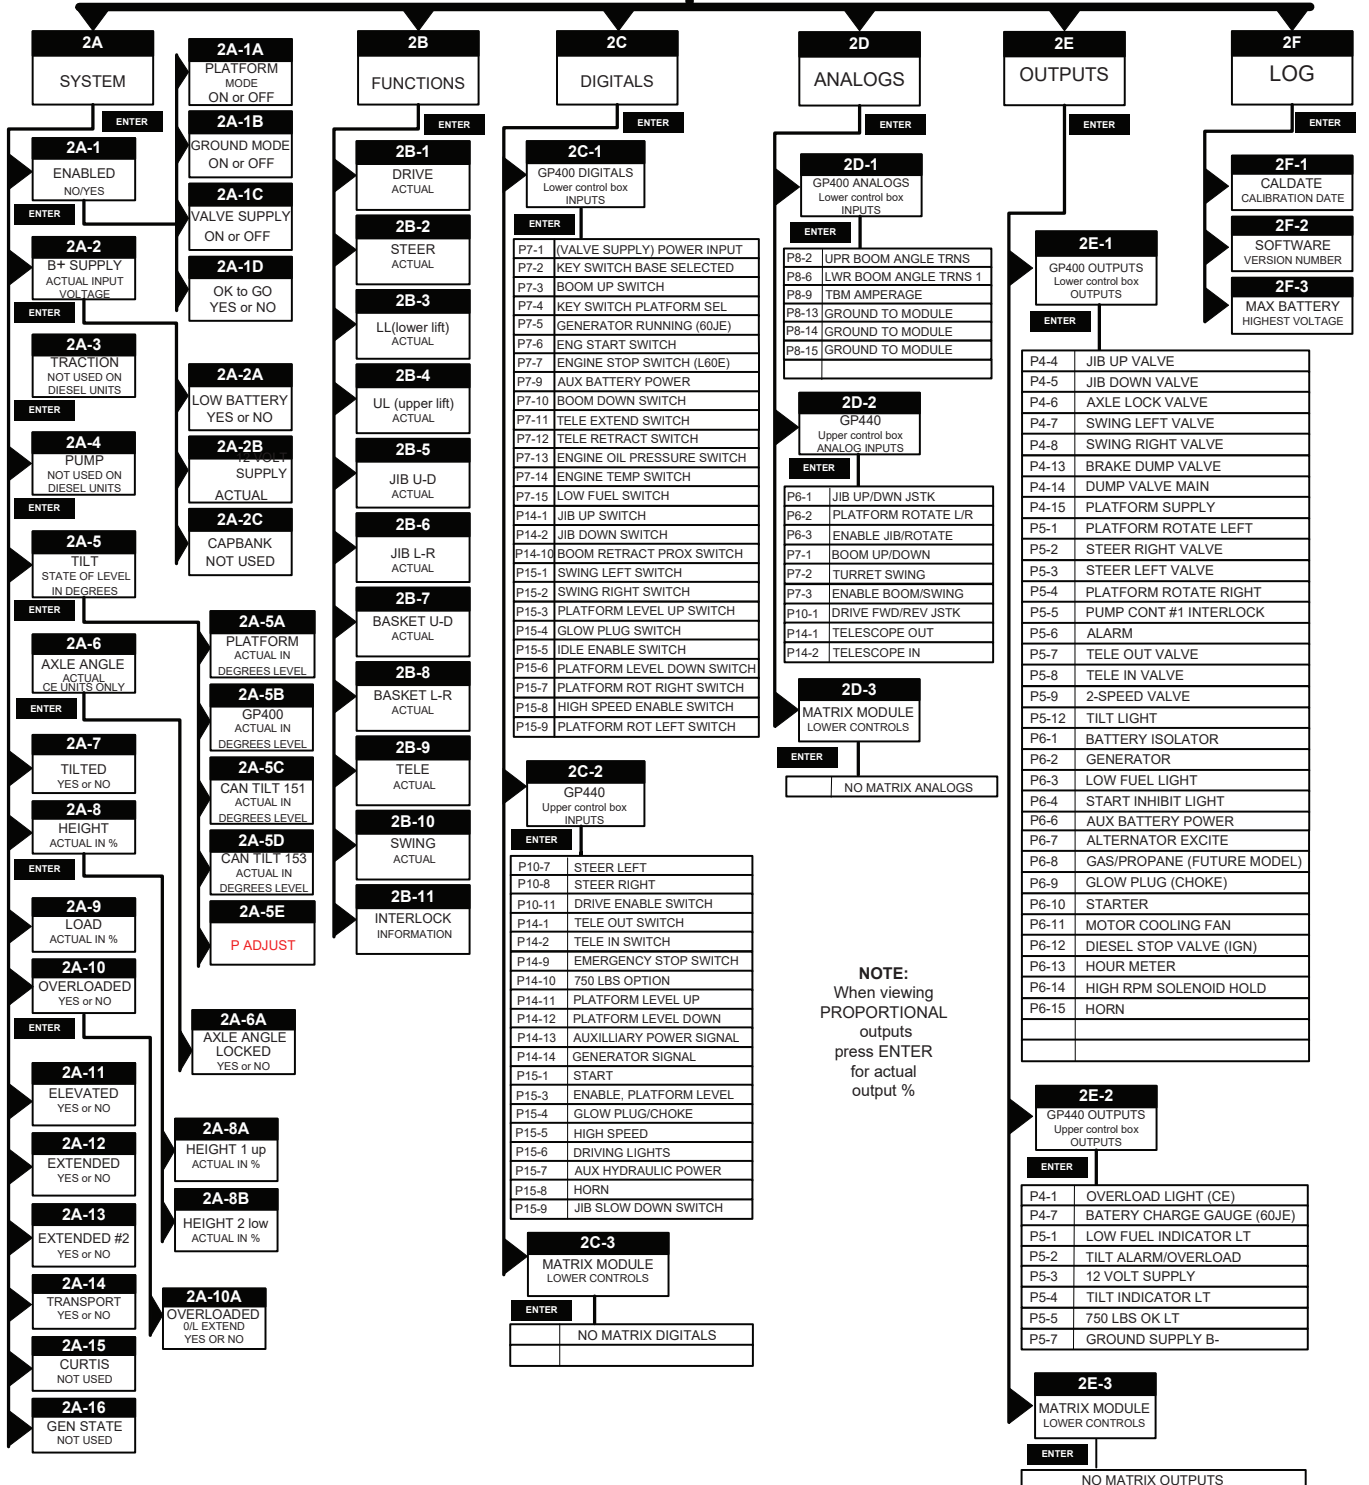 2A
SYSTEM
ENTER
2A-1
ENABLED
NO/YES
ENTER
2A-2
B+ SUPPLY
ACTUAL INPUT
VOLTAGE
ENTER
2A-3
TRACTION
NOT USED ON
DIESEL UNITS
ENTER
2A-4
PUMP
NOT USED ON
DIESEL UNITS
ENTER
2A-5
TILT
STATE OF LEVEL
IN DEGREES
ENTER
2A-6
AXLE ANGLE
ACTUAL
CE UNITS ONLY
ENTER
2A-7
TILTED
YES or NO
2A-8
HEIGHT
ACTUAL IN %
ENTER
2A-9
LOAD
ACTUAL IN %
2A-10
OVERLOADED
YES or NO
ENTER
2A-11
ELEVATED
YES or NO
2A-12
EXTENDED
YES or NO
2A-13
EXTENDED #2
YES or NO
2A-14
TRANSPORT
YES or NO
2A-15
CURTIS
NOT USED
2A-16
GEN STATE
NOT USED
2A-1A
PLATFORM
MODE
ON or OFF
2A-1B
GROUND MODE
ON or OFF
2A-1C
VALVE SUPPLY
ON or OFF
2A-1D
OK to GO
YES or NO
2A-2A
LOW BATTERY
YES or NO
2A-2B
12 VOLT
SUPPLY
ACTUAL
2A-2C
CAPBANK
NOT USED
2A-5A
PLATFORM
ACTUAL IN
DEGREES LEVEL
2A-5B
GP400
ACTUAL IN
DEGREES LEVEL
2A-5C
CAN TILT 151
ACTUAL IN
DEGREES LEVEL
2A-5D
CAN TILT 153
ACTUAL IN
DEGREES LEVEL
2A-5E
P ADJUST
2A-6A
AXLE ANGLE
LOCKED
YES or NO
2A-8A
HEIGHT 1 up
ACTUAL IN %
2A-8B
HEIGHT 2 low
ACTUAL IN %
2A-10A
OVERLOADED
0/L EXTEND
YES OR NO
2B
FUNCTIONS
ENTER
2B-1
DRIVE
ACTUAL
2B-2
STEER
ACTUAL
2B-3
LL(lower lift)
ACTUAL
2B-4
UL (upper lift)
ACTUAL
2B-5
JIB U-D
ACTUAL
2B-6
JIB L-R
ACTUAL
2B-7
BASKET U-D
ACTUAL
2B-8
BASKET L-R
ACTUAL
2B-9
TELE
ACTUAL
2B-10
SWING
ACTUAL
2B-11
INTERLOCK
INFORMATION
2C
DIGITALS
ENTER
2C-1
GP400 DIGITALS
Lower control box
INPUTS
ENTER
P7-1 (VALVE SUPPLY) POWER INPUT
P7-2 KEY SWITCH BASE SELECTED
P7-3 BOOM UP SWITCH
P7-4 KEY SWITCH PLATFORM SEL
P7-5 GENERATOR RUNNING (60JE)
P7-6 ENG START SWITCH
P7-7 ENGINE STOP SWITCH (L60E)
P7-9 AUX BATTERY POWER
P7-10 BOOM DOWN SWITCH
P7-11 TELE EXTEND SWITCH
P7-12 TELE RETRACT SWITCH
P7-13 ENGINE OIL PRESSURE SWITCH
P7-14 ENGINE TEMP SWITCH
P7-15 LOW FUEL SWITCH
P14-1 JIB UP SWITCH
P14-2 JIB DOWN SWITCH
P14-10 BOOM RETRACT PROX SWITCH
P15-1 SWING LEFT SWITCH
P15-2 SWING RIGHT SWITCH
P15-3 PLATFORM LEVEL UP SWITCH
P15-4 GLOW PLUG SWITCH
P15-5 IDLE ENABLE SWITCH
P15-6 PLATFORM LEVEL DOWN SWITCH
P15-7 PLATFORM ROT RIGHT SWITCH
P15-8 HIGH SPEED ENABLE SWITCH
P15-9 PLATFORM ROT LEFT SWITCH
2C-2
GP440
Upper control box
INPUTS
ENTER
P10-7 STEER LEFT
P10-8 STEER RIGHT
P10-11 DRIVE ENABLE SWITCH
P14-1 TELE OUT SWITCH
P14-2 TELE IN SWITCH
P14-9 EMERGENCY STOP SWITCH
P14-10 750 LBS OPTION
P14-11 PLATFORM LEVEL UP
P14-12 PLATFORM LEVEL DOWN
P14-13 AUXILLIARY POWER SIGNAL
P14-14 GENERATOR SIGNAL
P15-1 START
P15-3 ENABLE, PLATFORM LEVEL
P15-4 GLOW PLUG/CHOKE
P15-5 HIGH SPEED
P15-6 DRIVING LIGHTS
P15-7 AUX HYDRAULIC POWER
P15-8 HORN
P15-9 JIB SLOW DOWN SWITCH
2C-3
MATRIX MODULE
LOWER CONTROLS
ENTER
NO MATRIX DIGITALS
2D
ANALOGS
ENTER
2D-1
GP400 ANALOGS
Lower control box
INPUTS
ENTER
P8-2 UPR BOOM ANGLE TRNS
P8-6 LWR BOOM ANGLE TRNS 1
P8-9 TBM AMPERAGE
P8-13 GROUND TO MODULE
P8-14 GROUND TO MODULE
P8-15 GROUND TO MODULE
2D-2
GP440
Upper control box
ANALOG INPUTS
ENTER
P6-1 JIB UP/DWN JSTK
P6-2 PLATFORM ROTATE L/R
P6-3 ENABLE JIB/ROTATE
P7-1 BOOM UP/DOWN
P7-2 TURRET SWING
P7-3 ENABLE BOOM/SWING
P10-1 DRIVE FWD/REV JSTK
P14-1 TELESCOPE OUT
P14-2 TELESCOPE IN
2D-3
MATRIX MODULE
LOWER CONTROLS
ENTER
NO MATRIX ANALOGS
NOTE:
When viewing
PROPORTIONAL
outputs
press ENTER
for actual
output %
2E
OUTPUTS
ENTER
2E-1
GP400 OUTPUTS
Lower control box
OUTPUTS
ENTER
P4-4 JIB UP VALVE
P4-5 JIB DOWN VALVE
P4-6 AXLE LOCK VALVE
P4-7 SWING LEFT VALVE
P4-8 SWING RIGHT VALVE
P4-13 BRAKE DUMP VALVE
P4-14 DUMP VALVE MAIN
P4-15 PLATFORM SUPPLY
P5-1 PLATFORM ROTATE LEFT
P5-2 STEER RIGHT VALVE
P5-3 STEER LEFT VALVE
P5-4 PLATFORM ROTATE RIGHT
P5-5 PUMP CONT #1 INTERLOCK
P5-6 ALARM
P5-7 TELE OUT VALVE
P5-8 TELE IN VALVE
P5-9 2-SPEED VALVE
P5-12 TILT LIGHT
P6-1 BATTERY ISOLATOR
P6-2 GENERATOR
P6-3 LOW FUEL LIGHT
P6-4 START INHIBIT LIGHT
P6-6 AUX BATTERY POWER
P6-7 ALTERNATOR EXCITE
P6-8 GAS/PROPANE (FUTURE MODEL)
P6-9 GLOW PLUG (CHOKE)
P6-10 STARTER
P6-11 MOTOR COOLING FAN
P6-12 DIESEL STOP VALVE (IGN)
P6-13 HOUR METER
P6-14 HIGH RPM SOLENOID HOLD
P6-15 HORN
2E-2
GP440 OUTPUTS
Upper control box
OUTPUTS
ENTER
P4-1 OVERLOAD LIGHT (CE)
P4-7 BATERY CHARGE GAUGE (60JE)
P5-1 LOW FUEL INDICATOR LT
P5-2 TILT ALARM/OVERLOAD
P5-3 12 VOLT SUPPLY
P5-4 TILT INDICATOR LT
P5-5 750 LBS OK LT
P5-7 GROUND SUPPLY B-
2E-3
MATRIX MODULE
LOWER CONTROLS
ENTER
NO MATRIX OUTPUTS
2F
LOG
ENTER
2F-1
CALDATE
CALIBRATION DATE
2F-2
SOFTWARE
VERSION NUMBER
2F-3
MAX BATTERY
HIGHEST VOLTAGE